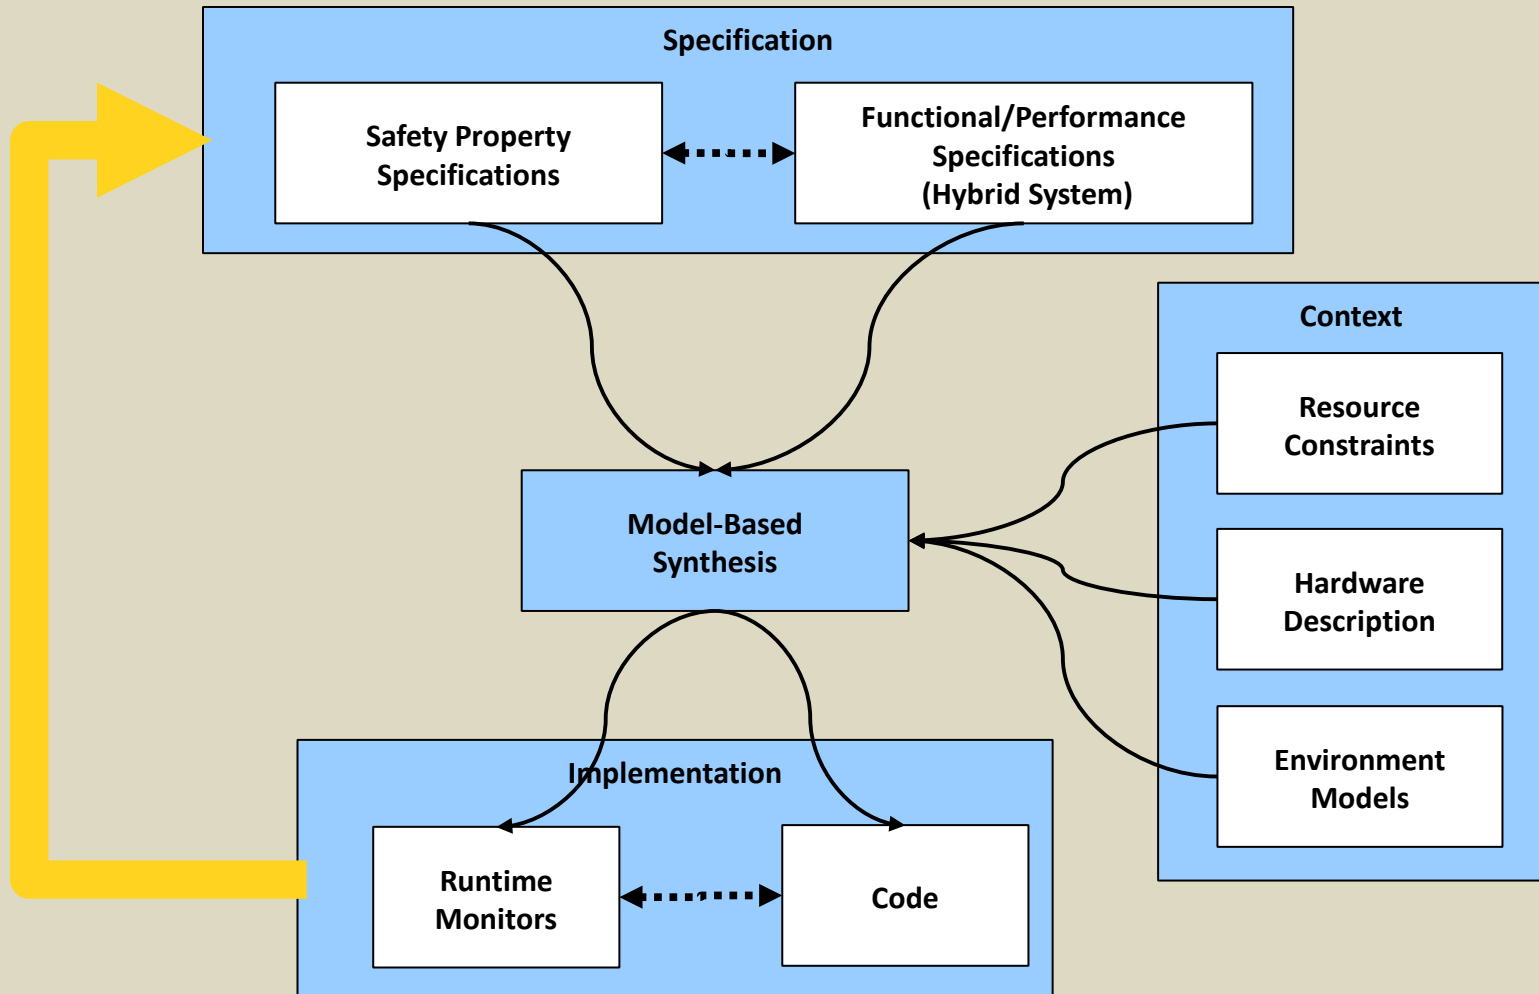 Specification
Safety Property
Specifications
Functional/Performance
Specifications
(Hybrid System)
Context
Resource
Constraints
Model-Based
Synthesis
Hardware
Description
Environment
Models
Implementation
Runtime
Monitors
Code